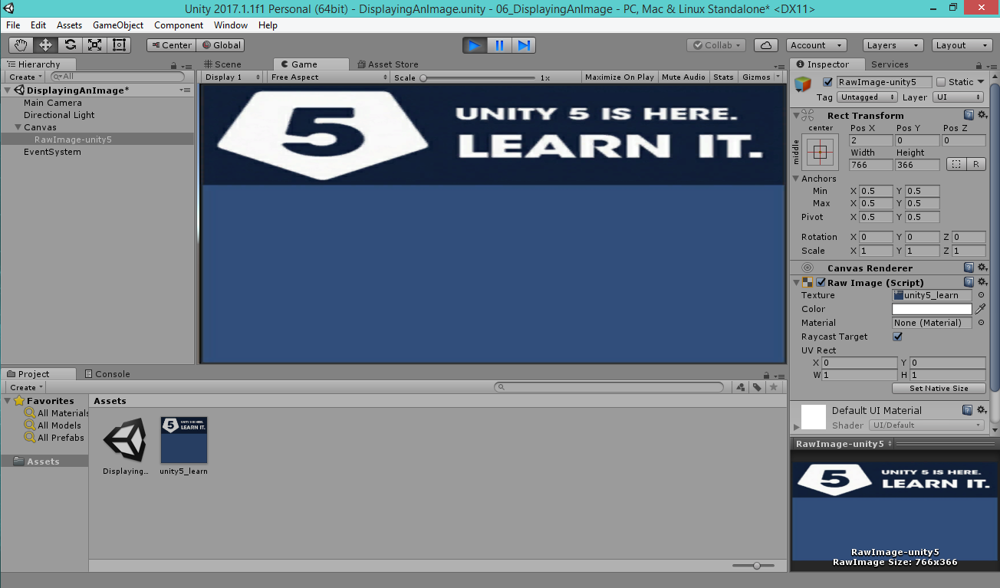 Unity 2017.1.1f1 Personal (64bit) - DisplayingAnImage.unity - 06_DisplayingAnImage - PC, Mac & Linux Standalone* <DX11>
File Edit Assets GameObject Component Window Help
Center Global Collab Account Layers Layout
Hierarchy
Create All
DisplayingAnImage*
Main Camera
Directional Light
Canvas
RawImage-unity5
EventSystem
Scene Game Asset Store
Display 1 Free Aspect Scale 1x Maximize On Play Mute Audio Stats Gizmos
5
UNITY 5 IS HERE.
LEARN IT.
Inspector Services
RawImage-unity5 Static
Tag Untagged Layer UI
Rect Transform
center Pos X Pos Y Pos Z
middle 2 0 0
Width Height
766 366 R
Anchors
Min X 0.5 Y 0.5
Max X 0.5 Y 0.5
Pivot X 0.5 Y 0.5
Rotation X 0 Y 0 Z 0
Scale X 1 Y 1 Z 1
Canvas Renderer
Raw Image (Script)
Texture unity5_learn
Color
Material None (Material)
Raycast Target
UV Rect
X 0 Y 0
W 1 H 1
Set Native Size
Default UI Material
Shader UI/Default
RawImage-unity5
5
UNITY 5 IS HERE.
LEARN IT.
RawImage-unity5
RawImage Size: 766x366
Project Console
Create
Favorites
All Materials
All Models
All Prefabs
Assets
Assets
5
UNITY 5 IS HERE.
LEARN IT.
Displaying... unity5_learn